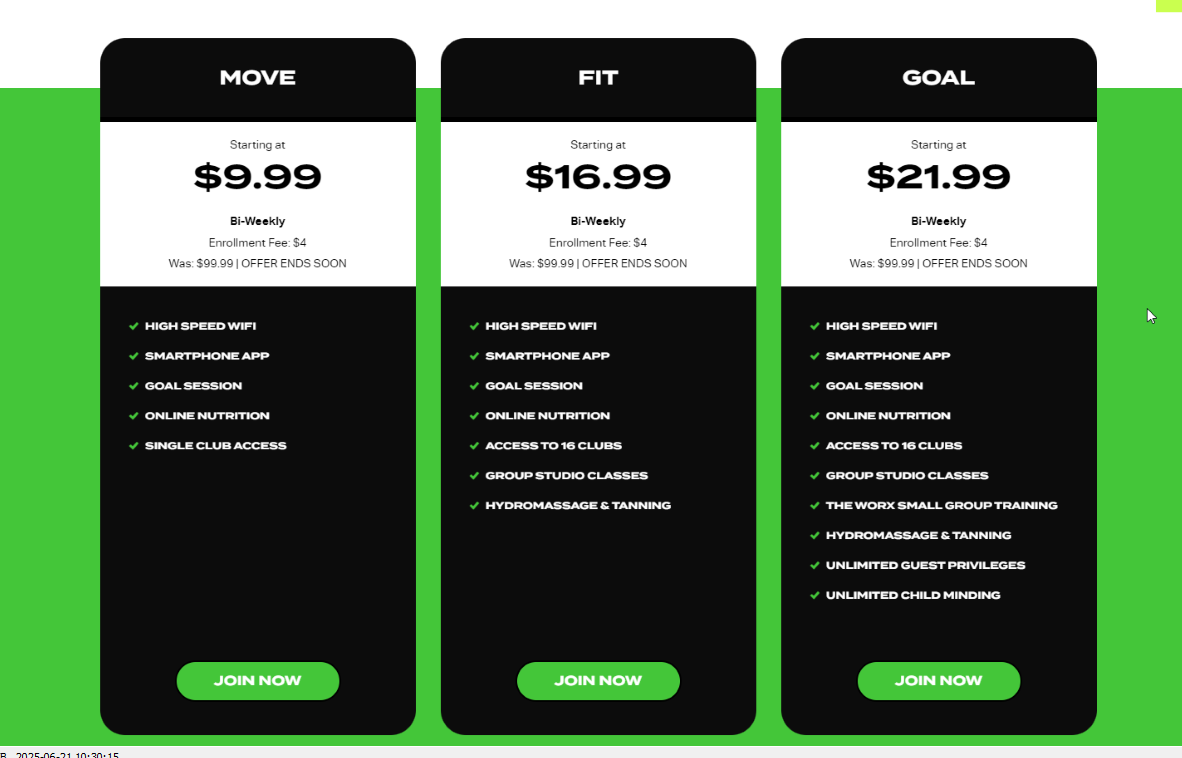 MOVE
Starting at
$9.99
Bi-Weekly
Enrollment Fee: $4
Was: $99.99 | OFFER ENDS SOON
HIGH SPEED WIFI
SMARTPHONE APP
GOAL SESSION
ONLINE NUTRITION
SINGLE CLUB ACCESS
JOIN NOW
FIT
Starting at
$16.99
Bi-Weekly
Enrollment Fee: $4
Was: $99.99 | OFFER ENDS SOON
HIGH SPEED WIFI
SMARTPHONE APP
GOAL SESSION
ONLINE NUTRITION
ACCESS TO 16 CLUBS
GROUP STUDIO CLASSES
HYDROMASSAGE & TANNING
JOIN NOW
GOAL
Starting at
$21.99
Bi-Weekly
Enrollment Fee: $4
Was: $99.99 | OFFER ENDS SOON
HIGH SPEED WIFI
SMARTPHONE APP
GOAL SESSION
ONLINE NUTRITION
ACCESS TO 16 CLUBS
GROUP STUDIO CLASSES
THE WORX SMALL GROUP TRAINING
HYDROMASSAGE & TANNING
UNLIMITED GUEST PRIVILEGES
UNLIMITED CHILD MINDING
JOIN NOW
2025-06-21 10:30:15